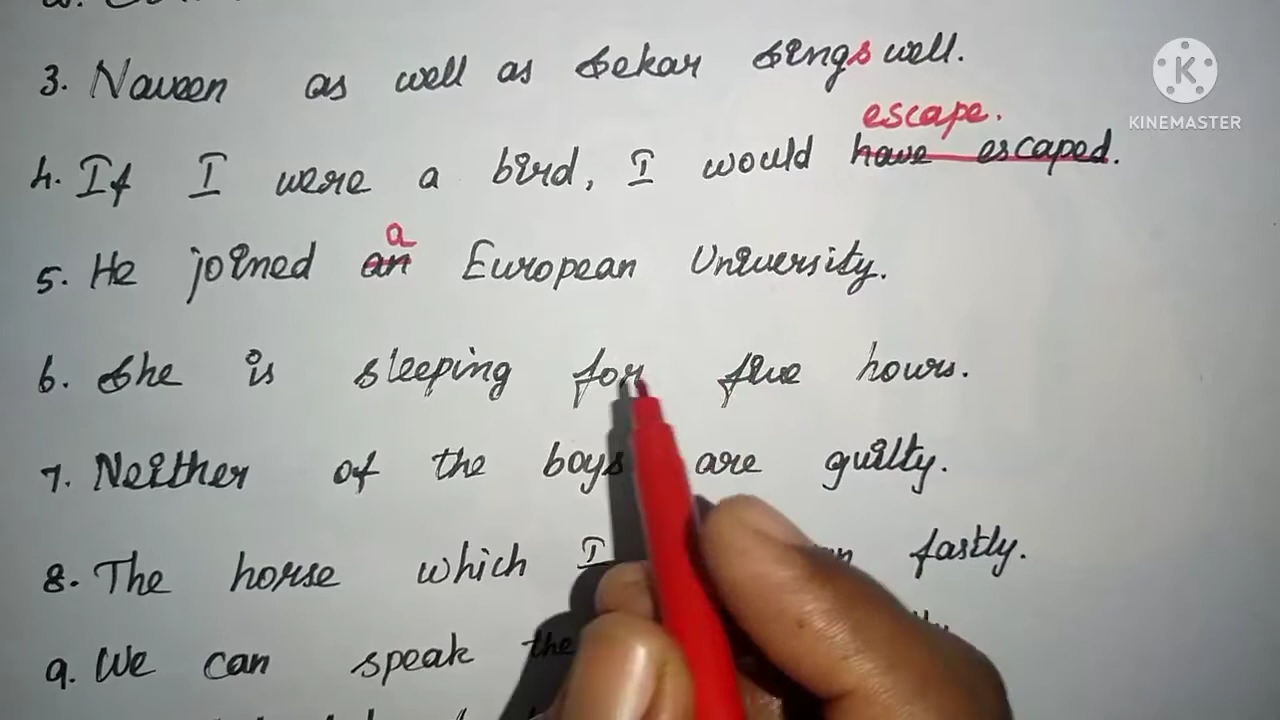 3. Naveen as well as Sekar sings well.
escape.
4. If I were a bird, I would have escaped.
a
5. He joined an European University.
6. She is sleeping for five hours.
7. Neither of the boys are guilty.
8. The horse which I fastly.
9. We can speak the
KINEMASTER